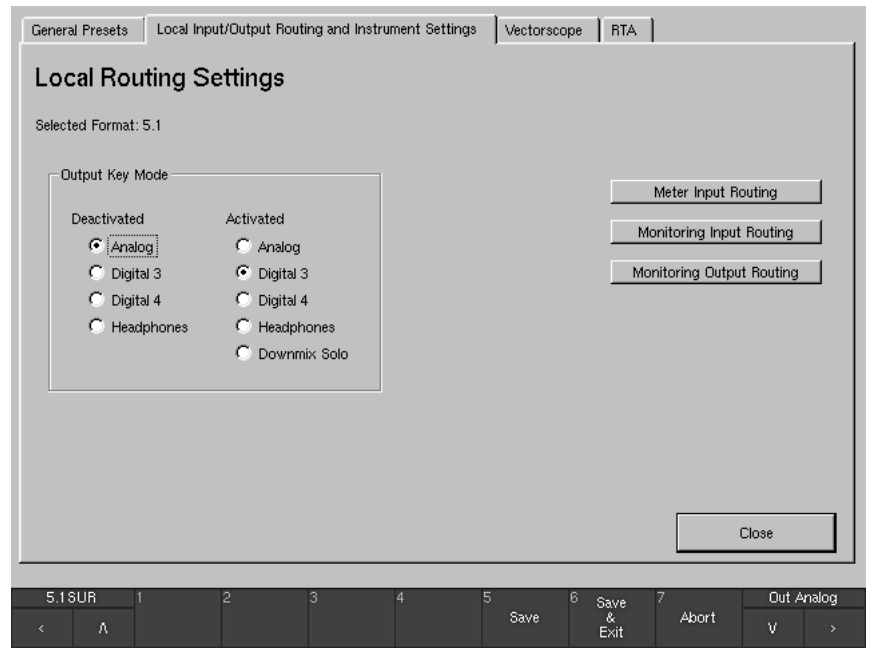 General Presets
Local Input/Output Routing and Instrument Settings
Vectorscope
RTA
Local Routing Settings
Selected Format: 5.1
Output Key Mode
Deactivated
Activated
Analog
Analog
Digital 3
Digital 3
Digital 4
Digital 4
Headphones
Headphones
Downmix Solo
Meter Input Routing
Monitoring Input Routing
Monitoring Output Routing
Close
5.1SUR
1
2
3
4
5
6
7
Out Analog
< Λ
Save
Save
&
Exit
Abort
V >